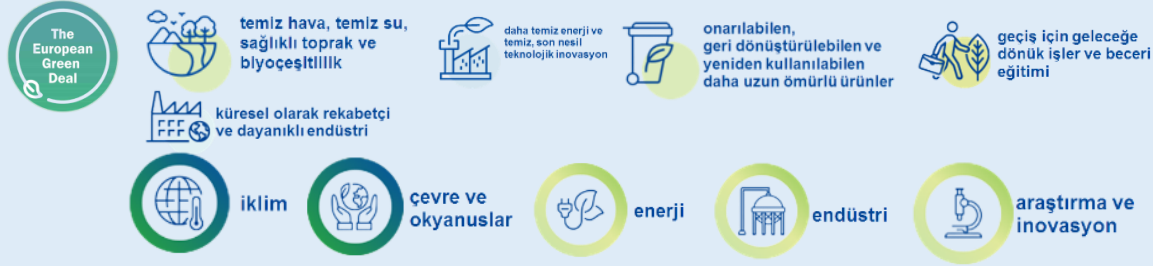 The
European
Green
Deal
temiz hava, temiz su,
sağlıklı toprak ve
biyoçeşitlilik
daha temiz enerji ve
temiz, son nesil
teknolojik inovasyon
onarılabilen,
geri dönüştürülebilen ve
yeniden kullanılabilen
daha uzun ömürlü ürünler
geçiş için geleceğe
dönük işler ve beceri
eğitimi
küresel olarak rekabetçi
ve dayanıklı endüstri
iklim
çevre ve
okyanuslar
enerji
endüstri
araştırma ve
inovasyon